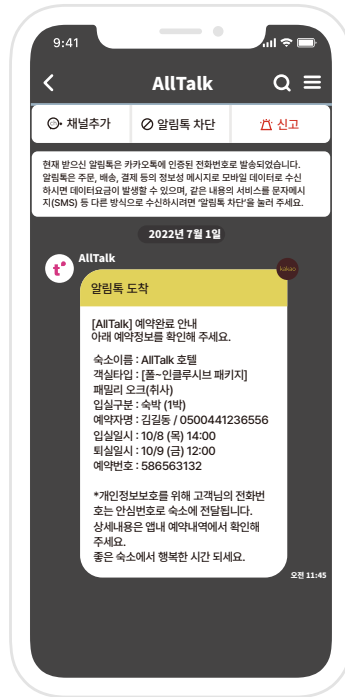 9:41
AllTalk
채널추가
알림톡 차단
신고
현재 받으신 알림톡은 카카오톡에 인증된 전화번호로 발송되었습니다.
알림톡은 주문, 배송, 결제 등의 정보성 메시지로 모바일 데이터로 수신
하시면 데이터요금이 발생할 수 있으며, 같은 내용의 서비스를 문자메시
지(SMS) 등 다른 방식으로 수신하시려면 '알림톡 차단'을 눌러 주세요.
2022년 7월 1일
AllTalk
t
kakao
알림톡 도착
[AllTalk] 예약완료 안내
아래 예약정보를 확인해 주세요.
숙소이름 : AllTalk 호텔
객실타입 : [폴~인클루시브 패키지]
패밀리 오크(취사)
입실구분 : 숙박 (1박)
예약자명 : 김길동 / 0500441236556
입실일시 : 10/8 (목) 14:00
퇴실일시 : 10/9 (금) 12:00
예약번호 : 586563132
*개인정보보호를 위해 고객님의 전화번
호는 안심번호로 숙소에 전달됩니다.
상세내용은 앱내 예약내역에서 확인해
주세요.
좋은 숙소에서 행복한 시간 되세요.
오전 11:45